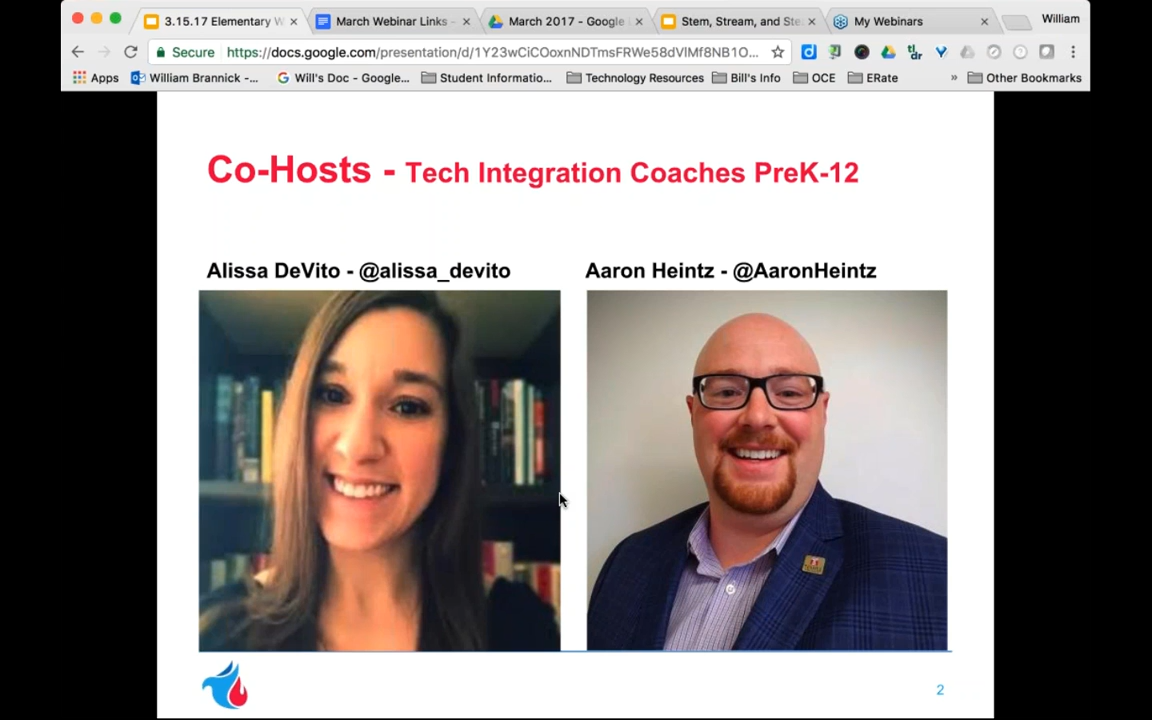 3.15.17 Elementary W
March Webinar Links -
March 2017 - Google
Stem, Stream, and Ste
My Webinars
William
Secure
https://docs.google.com/presentation/d/1Y23wCiCOoxnNDTmsFRWe58dVlMf8NB1O...
Apps
William Brannick -...
Will's Doc - Google...
Student Informatio...
Technology Resources
Bill's Info
OCE
ERate
»
Other Bookmarks
Co-Hosts - Tech Integration Coaches PreK-12
Alissa DeVito - @alissa_devito
Aaron Heintz - @AaronHeintz
2